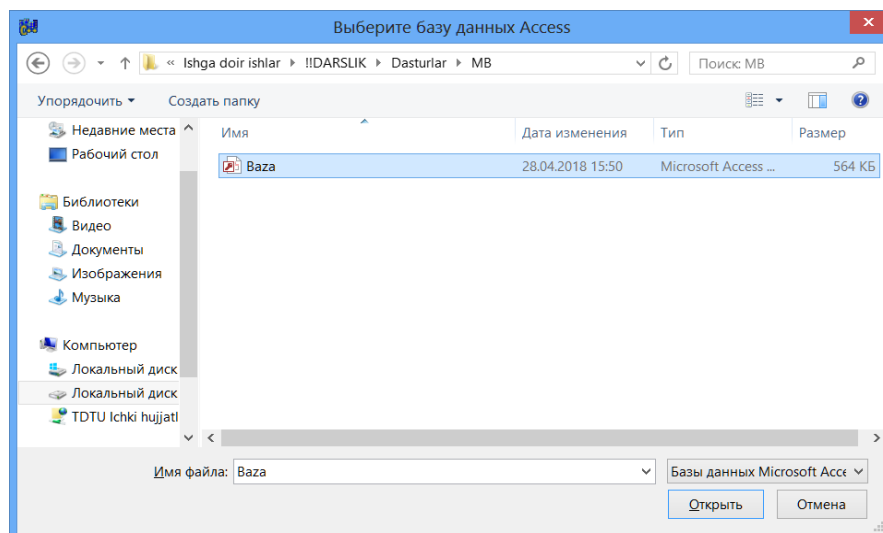 Выберите базу данных Access
« Ishga doir ishlar ▸ !!DARSLIK ▸ Dasturlar ▸ MB
Поиск: MB
Упорядочить ▾ Создать папку
Имя Дата изменения Тип Размер
Baza 28.04.2018 15:50 Microsoft Access ... 564 КБ
Недавние места
Рабочий стол
Библиотеки
Видео
Документы
Изображения
Музыка
Компьютер
Локальный диск
Локальный диск
TDTU Ichki hujjatl
Имя файла: Baza Базы данных Microsoft Acce
Открыть Отмена